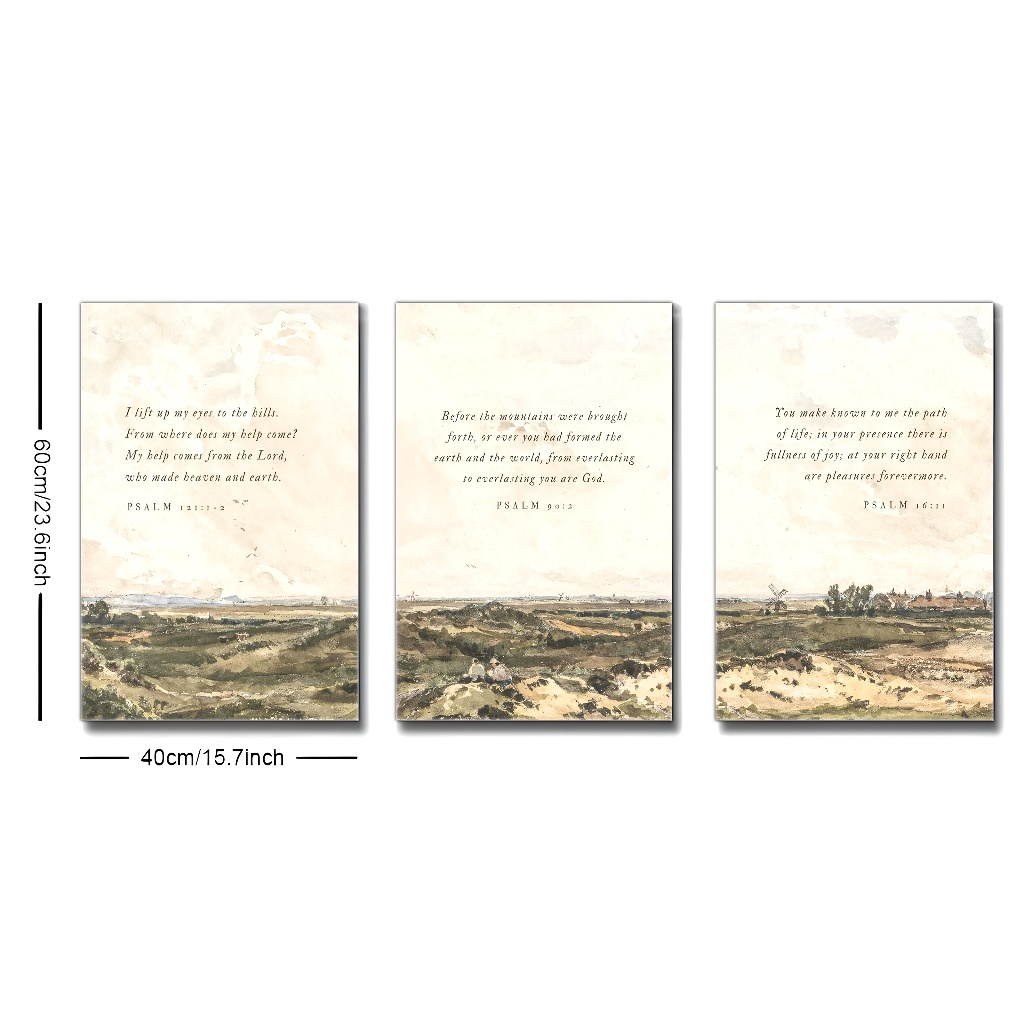 60cm/23.6inch
I lift up my eyes to the hills.
From where does my help come?
My help comes from the Lord,
who made heaven and earth.
PSALM 121:1-2
Before the mountains were brought
forth, or ever you had formed the
earth and the world, from everlasting
to everlasting you are God.
PSALM 90:2
You make known to me the path
of life; in your presence there is
fullness of joy; at your right hand
are pleasures forevermore.
PSALM 16:11
40cm/15.7inch